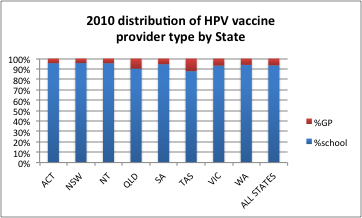 2010 distribution of HPV vaccine
provider type by State
100%
90%
80%
70%
60%
50%
40%
30%
20%
10%
0%
ACT
NSW
NT
QLD
SA
TAS
VIC
WA
ALL STATES
%GP
%school